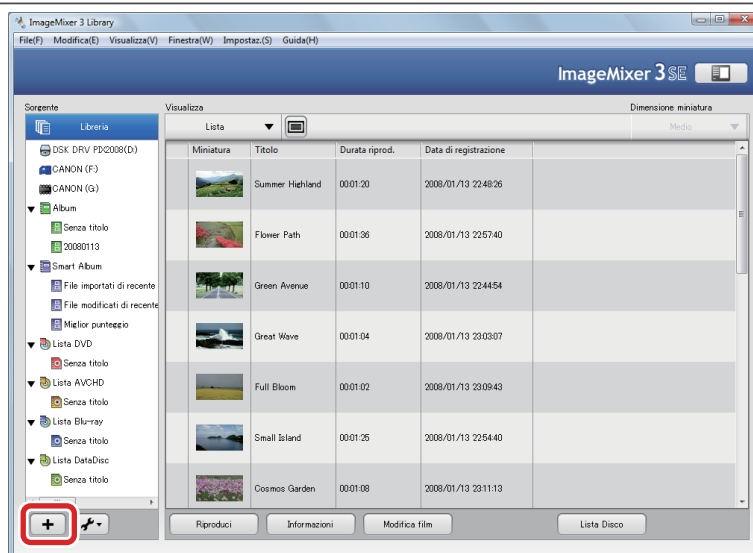 ImageMixer 3 Library
File(F) Modifica(E) Visualizza(V) Finestra(W) Impostaz.(S) Guida(H)
ImageMixer 3 SE
Sorgente Visualizza Dimensione miniatura
Libreria Lista Medio
DSK DRV PIX2008(D:)
CANON (F:)
CANON (G:)
Album
Senza titolo
20080113
Smart Album
File importati di recente
File modificati di recente
Miglior punteggio
Lista DVD
Senza titolo
Lista AVCHD
Senza titolo
Lista Blu-ray
Senza titolo
Lista DataDisc
Senza titolo
Miniatura Titolo Durata riprod. Data di registrazione
Summer Highland 00:01:20 2008/01/13 22:48:26
Flower Path 00:01:36 2008/01/13 22:57:40
Green Avenue 00:01:10 2008/01/13 22:44:54
Great Wave 00:01:04 2008/01/13 23:03:07
Full Bloom 00:01:02 2008/01/13 23:09:43
Small Island 00:01:25 2008/01/13 22:54:40
Cosmos Garden 00:01:08 2008/01/13 23:11:13
Riproduci Informazioni Modifica film Lista Disco